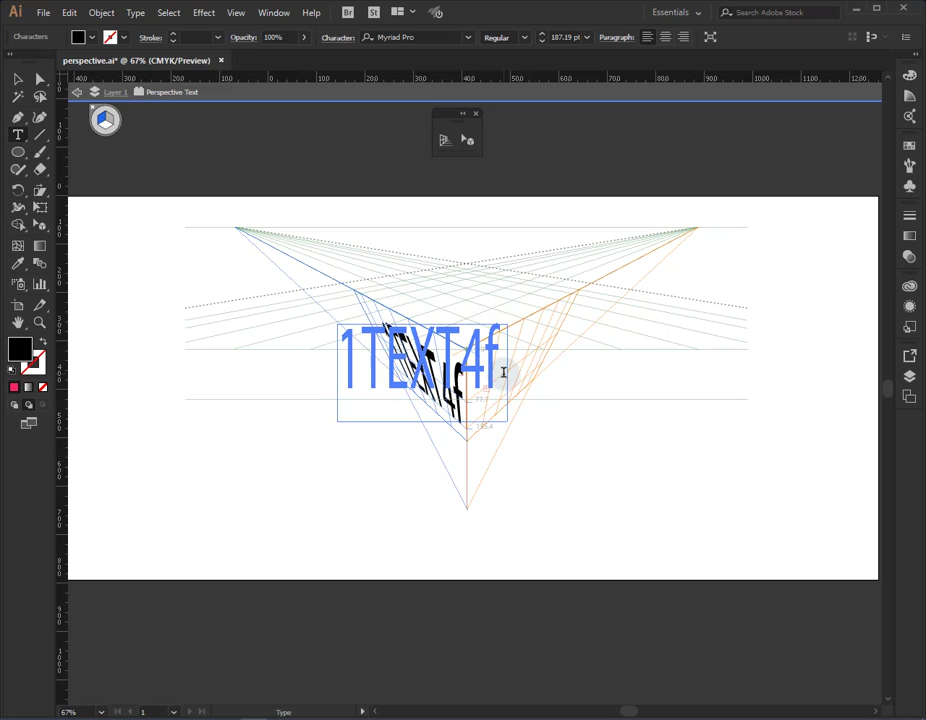 Ai File Edit Object Type Select Effect View Window Help Br St Essentials Search Adobe Stock
Characters Stroke: Opacity: 100% Character: Myriad Pro Regular 187.19 pt Paragraph:
perspective.ai* @ 67% (CMYK/Preview)
Layer 1 Perspective Text
1TEXT4f
67% 1 Type